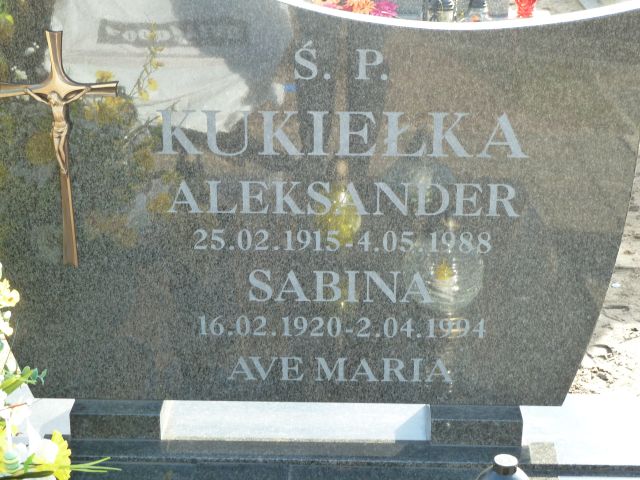 Ś. P.
KUKIEŁKA
ALEKSANDER
25.02.1915-4.05.1988
SABINA
16.02.1920-2.04.1994
AVE MARIA